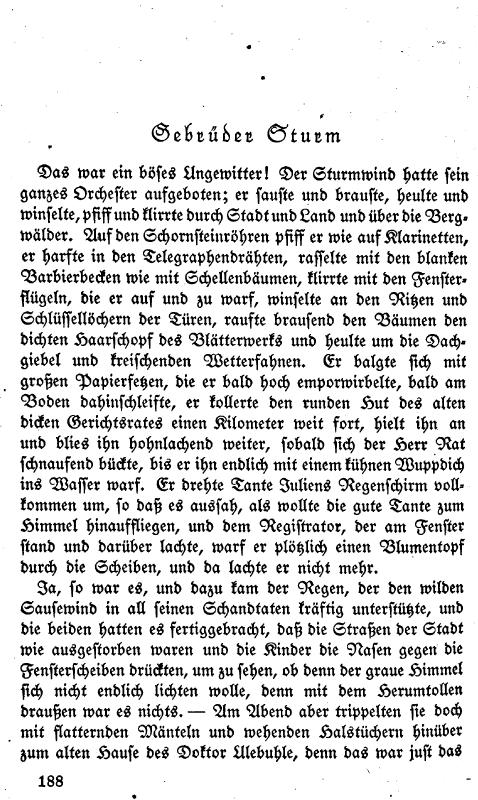 Gebrüder Sturm
Das war ein böses Ungewitter! Der Sturmwind hatte sein
ganzes Orchester aufgeboten; er sauste und brauste, heulte und
winselte, pfiff und klirrte durch Stadt und Land und über die Berg-
wälder. Auf den Schornsteinröhren pfiff er wie auf Klarinetten,
er harfte in den Telegraphendrähten, rasselte mit den blanken
Barbierbecken wie mit Schellenbäumen, klirrte mit den Fenster-
flügeln, die er auf und zu warf, winselte an den Ritzen und
Schlüssellöchern der Türen, raufte brausend den Bäumen den
dichten Haarschopf des Blätterwerks und heulte um die Dach-
giebel und kreischenden Wetterfahnen. Er balgte sich mit
großen Papierfetzen, die er bald hoch emporwirbelte, bald am
Boden dahinschleifte, er kollerte den runden Hut des alten
dicken Gerichtsrates einen Kilometer weit fort, hielt ihn an
und blies ihn hohnlachend weiter, sobald sich der Herr Rat
schnaufend bückte, bis er ihn endlich mit einem kühnen Wuppdich
ins Wasser warf. Er drehte Tante Juliens Regenschirm voll-
kommen um, so daß es aussah, als wollte die gute Tante zum
Himmel hinauffliegen, und dem Registrator, der am Fenster
stand und darüber lachte, warf er plötzlich einen Blumentopf
durch die Scheiben, und da lachte er nicht mehr.
Ja, so war es, und dazu kam der Regen, der den wilden
Sausewind in all seinen Schandtaten kräftig unterstützte, und
die beiden hatten es fertiggebracht, daß die Straßen der Stadt
wie ausgestorben waren und die Kinder die Nasen gegen die
Fensterscheiben drückten, um zu sehen, ob denn der graue Himmel
sich nicht endlich lichten wolle, denn mit dem Herumtollen
draußen war es nichts. — Am Abend aber trippelten sie doch
mit flatternden Mänteln und wehenden Halstüchern hinüber
zum alten Hause des Doktor Ulebuhle, denn das war just das
188